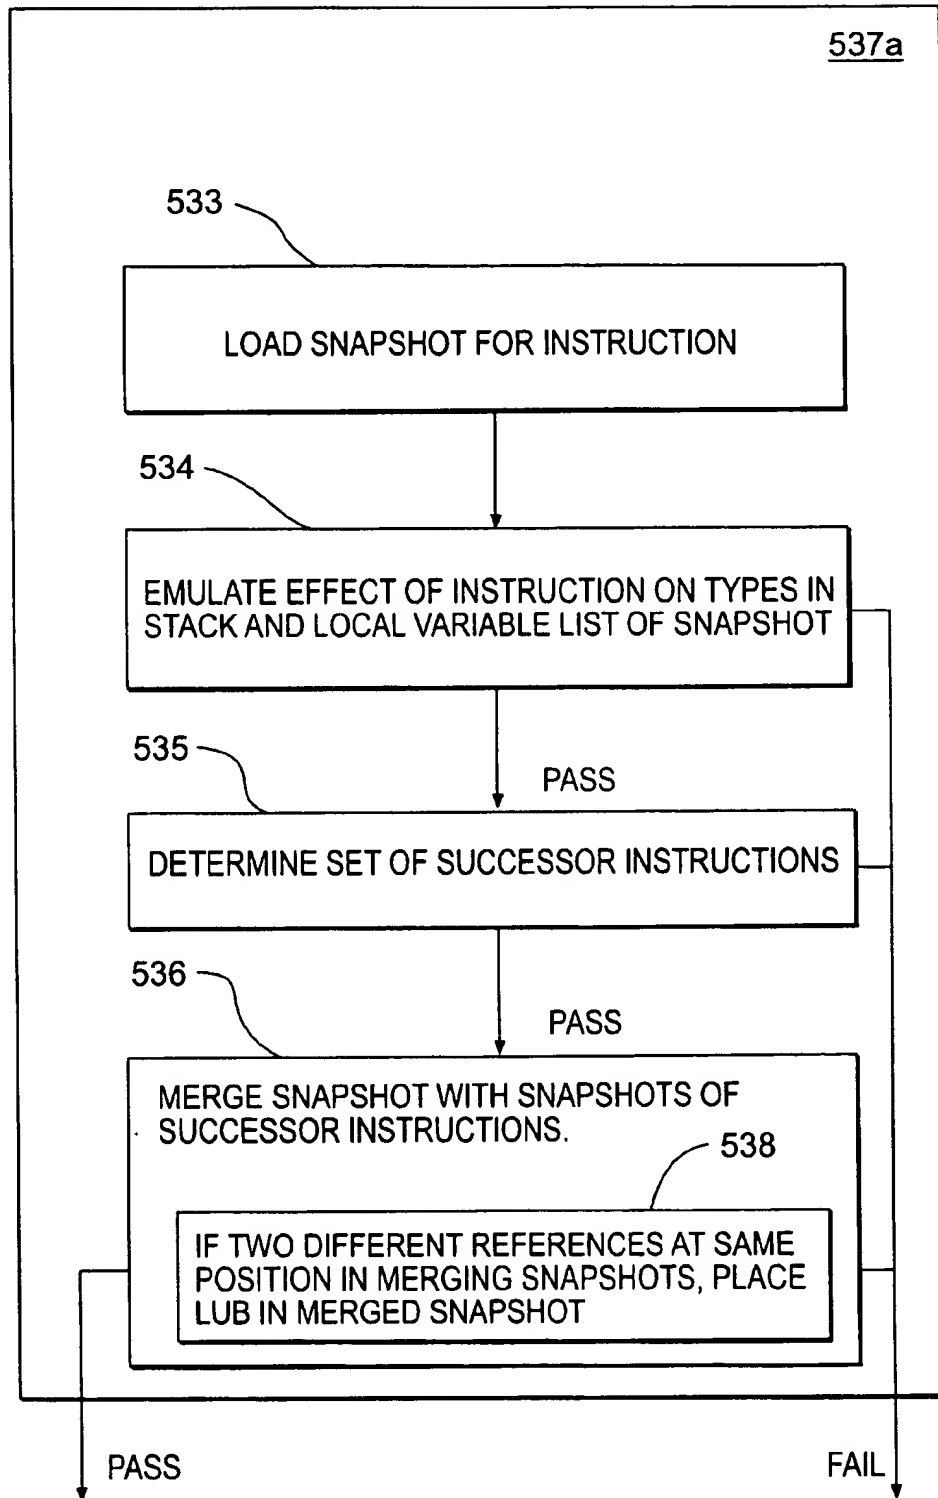 537a
533
LOAD SNAPSHOT FOR INSTRUCTION
534
EMULATE EFFECT OF INSTRUCTION ON TYPES IN
STACK AND LOCAL VARIABLE LIST OF SNAPSHOT
535
PASS
DETERMINE SET OF SUCCESSOR INSTRUCTIONS
536
PASS
MERGE SNAPSHOT WITH SNAPSHOTS OF
SUCCESSOR INSTRUCTIONS.
538
IF TWO DIFFERENT REFERENCES AT SAME
POSITION IN MERGING SNAPSHOTS, PLACE
LUB IN MERGED SNAPSHOT
PASS
FAIL